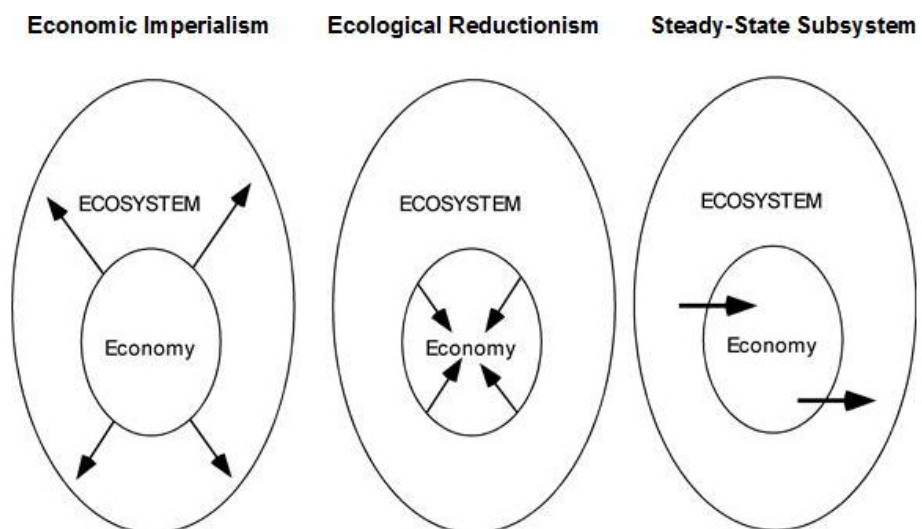 Economic Imperialism
Ecological Reductionism
Steady-State Subsystem
ECOSYSTEM
Economy
ECOSYSTEM
Economy
ECOSYSTEM
Economy